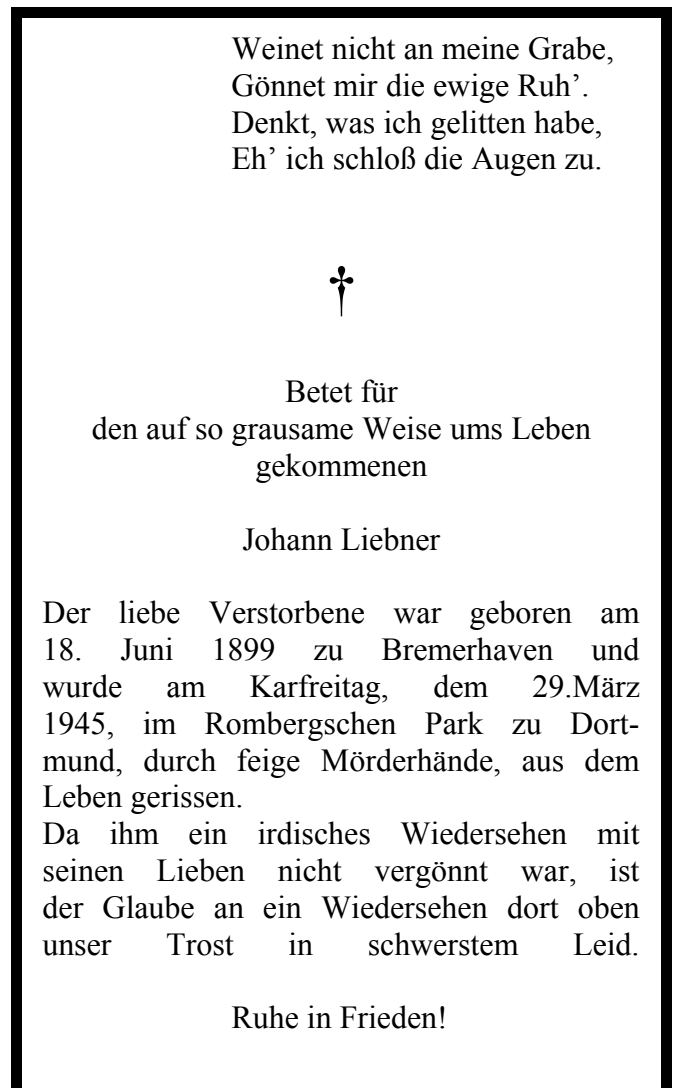 Weinet nicht an meine Grabe,
Gönnet mir die ewige Ruh’.
Denkt, was ich gelitten habe,
Eh’ ich schloß die Augen zu.
†
Betet für
den auf so grausame Weise ums Leben
gekommenen
Johann Liebner
Der liebe Verstorbene war geboren am
18. Juni 1899 zu Bremerhaven und
wurde am Karfreitag, dem 29.März
1945, im Rombergschen Park zu Dort-
mund, durch feige Mörderhände, aus dem
Leben gerissen.
Da ihm ein irdisches Wiedersehen mit
seinen Lieben nicht vergönnt war, ist
der Glaube an ein Wiedersehen dort oben
unser Trost in schwerstem Leid.
Ruhe in Frieden!